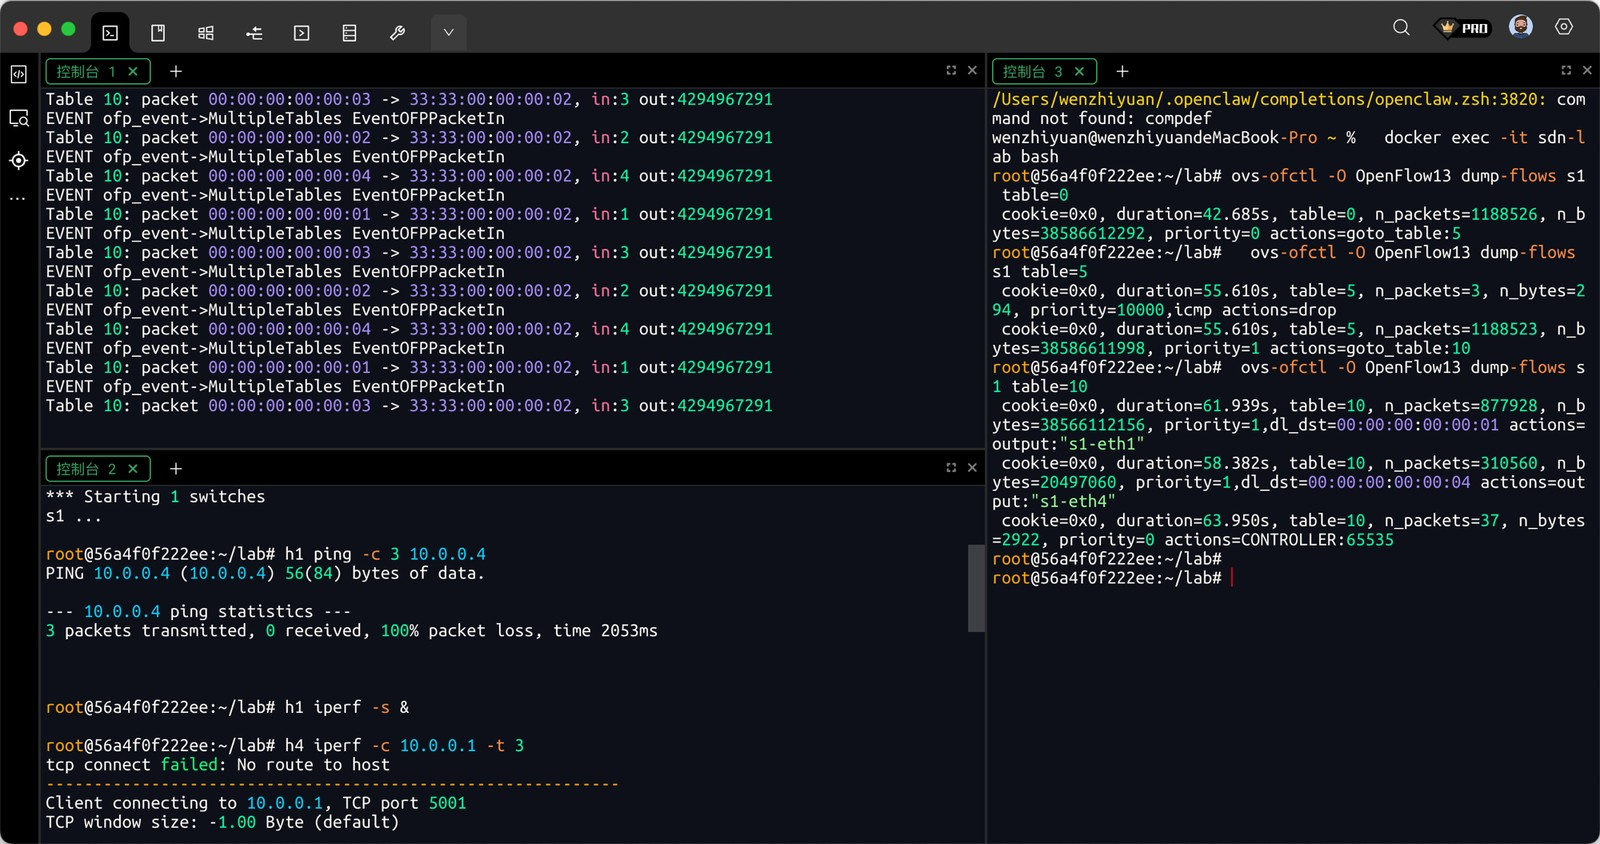 PRO
控制台 1
Table 10: packet 00:00:00:00:00:03 -> 33:33:00:00:00:02, in:3 out:4294967291
EVENT ofp_event->MultipleTables EventOFPPacketIn
Table 10: packet 00:00:00:00:00:02 -> 33:33:00:00:00:02, in:2 out:4294967291
EVENT ofp_event->MultipleTables EventOFPPacketIn
Table 10: packet 00:00:00:00:00:04 -> 33:33:00:00:00:02, in:4 out:4294967291
EVENT ofp_event->MultipleTables EventOFPPacketIn
Table 10: packet 00:00:00:00:00:01 -> 33:33:00:00:00:02, in:1 out:4294967291
EVENT ofp_event->MultipleTables EventOFPPacketIn
Table 10: packet 00:00:00:00:00:03 -> 33:33:00:00:00:02, in:3 out:4294967291
EVENT ofp_event->MultipleTables EventOFPPacketIn
Table 10: packet 00:00:00:00:00:02 -> 33:33:00:00:00:02, in:2 out:4294967291
EVENT ofp_event->MultipleTables EventOFPPacketIn
Table 10: packet 00:00:00:00:00:04 -> 33:33:00:00:00:02, in:4 out:4294967291
EVENT ofp_event->MultipleTables EventOFPPacketIn
Table 10: packet 00:00:00:00:00:01 -> 33:33:00:00:00:02, in:1 out:4294967291
EVENT ofp_event->MultipleTables EventOFPPacketIn
Table 10: packet 00:00:00:00:00:03 -> 33:33:00:00:00:02, in:3 out:4294967291
控制台 2
*** Starting 1 switches
s1 ...
root@56a4f0f222ee:~/lab# h1 ping -c 3 10.0.0.4
PING 10.0.0.4 (10.0.0.4) 56(84) bytes of data.
--- 10.0.0.4 ping statistics ---
3 packets transmitted, 0 received, 100% packet loss, time 2053ms
root@56a4f0f222ee:~/lab# h1 iperf -s &
root@56a4f0f222ee:~/lab# h4 iperf -c 10.0.0.1 -t 3
tcp connect failed: No route to host
------------------------------------------------------------
Client connecting to 10.0.0.1, TCP port 5001
TCP window size: -1.00 Byte (default)
控制台 3
/Users/wenzhiyuan/.openclaw/completions/openclaw.zsh:3820: com
mand not found: compdef
wenzhiyuan@wenzhiyuandeMacBook-Pro ~ %   docker exec -it sdn-l
ab bash
root@56a4f0f222ee:~/lab# ovs-ofctl -O OpenFlow13 dump-flows s1
 table=0
 cookie=0x0, duration=42.685s, table=0, n_packets=1188526, n_b
ytes=38586612292, priority=0 actions=goto_table:5
root@56a4f0f222ee:~/lab#   ovs-ofctl -O OpenFlow13 dump-flows
s1 table=5
 cookie=0x0, duration=55.610s, table=5, n_packets=3, n_bytes=2
94, priority=10000,icmp actions=drop
 cookie=0x0, duration=55.610s, table=5, n_packets=1188523, n_b
ytes=38586611998, priority=1 actions=goto_table:10
root@56a4f0f222ee:~/lab#  ovs-ofctl -O OpenFlow13 dump-flows s
1 table=10
 cookie=0x0, duration=61.939s, table=10, n_packets=877928, n_b
ytes=38566112156, priority=1,dl_dst=00:00:00:00:00:01 actions=
output:"s1-eth1"
 cookie=0x0, duration=58.382s, table=10, n_packets=310560, n_b
ytes=20497060, priority=1,dl_dst=00:00:00:00:00:04 actions=out
put:"s1-eth4"
 cookie=0x0, duration=63.950s, table=10, n_packets=37, n_bytes
=2922, priority=0 actions=CONTROLLER:65535
root@56a4f0f222ee:~/lab#
root@56a4f0f222ee:~/lab#